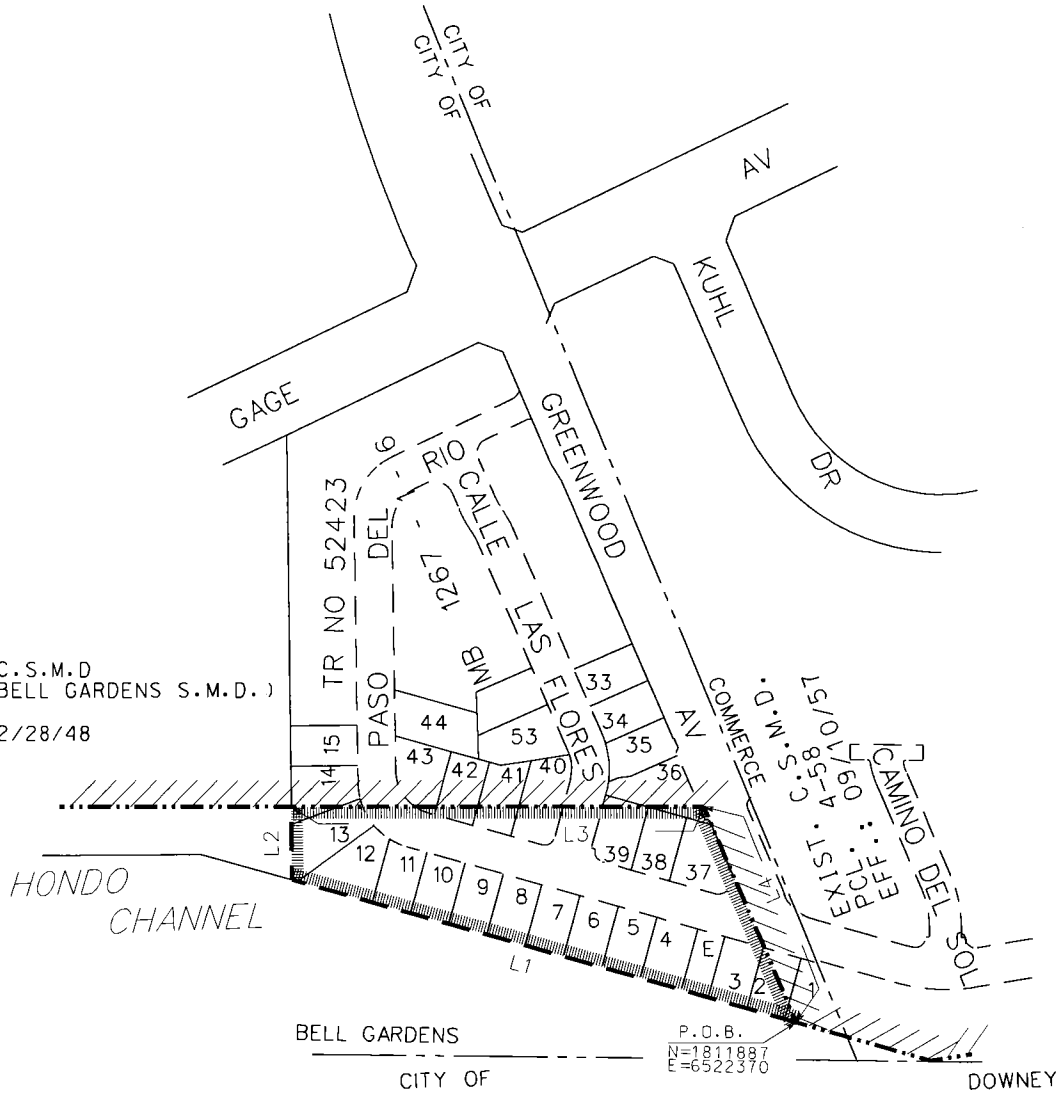 CITY OF
CITY OF
AV
KUHL
DR
GAGE
GREENWOOD
AV
RIO
DEL
PASO
CALLE
LAS FLORES
TR NO 52423
MB
1267
- 6
C.S.M.D
BELL GARDENS S.M.D.)
2/28/48
COMMERCE
EXIST. C.S.M.D.
PCL.: 4-58
EFF.: 09/10/57
CAMINO DEL SOL
33
34
35
36
44
53
43
42
41
40
15
14
13
12
11
10
9
8
7
6
5
4
E
3
2
1
39
38
37
L2
L3
L4
L1
HONDO
CHANNEL
BELL GARDENS
CITY OF
P.O.B.
N=1811887
E=6522370
DOWNEY